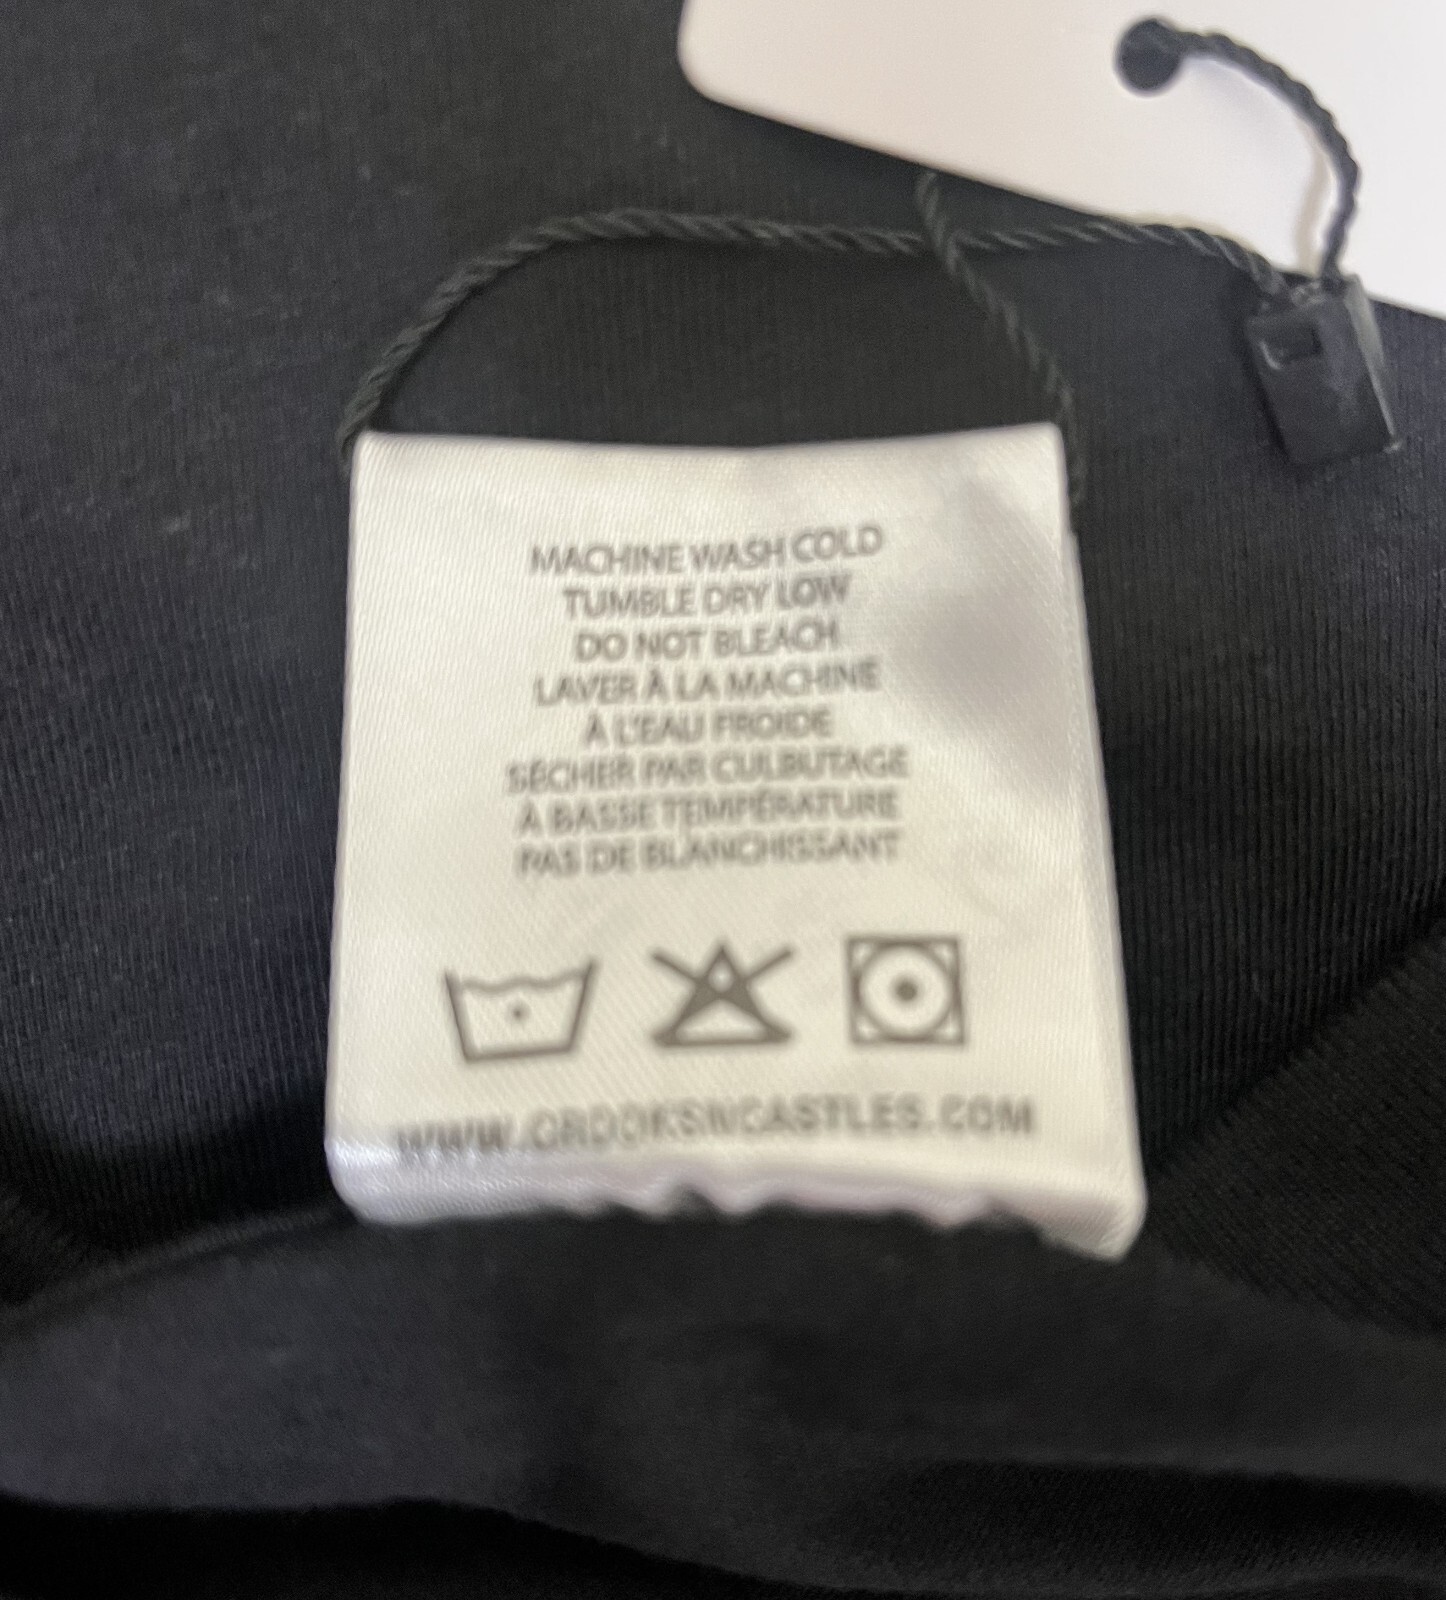 MACHINE WASH COLD
TUMBLE DRY LOW
DO NOT BLEACH
LAVER À LA MACHINE
À L'EAU FROIDE
SÉCHER PAR CULBUTAGE
À BASSE TEMPÉRATURE
PAS DE BLANCHISSANT
WWW.CROOKSNCASTLES.COM